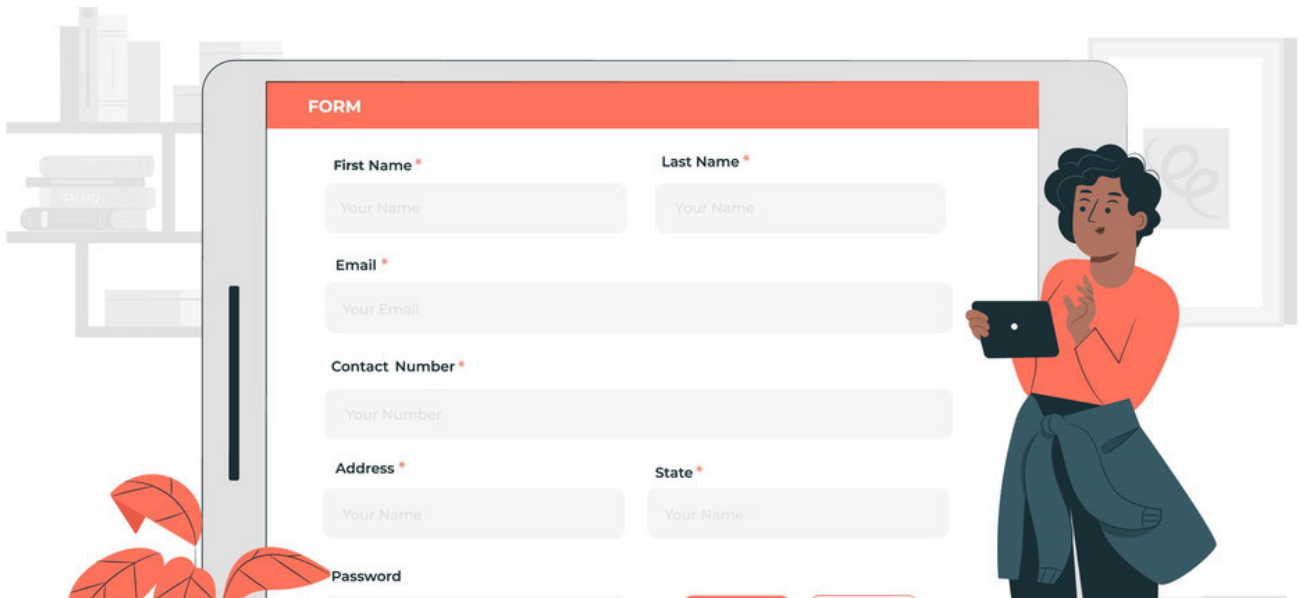 FORM
First Name *
Last Name *
Your Name
Your Name
Email *
Your Email
Contact Number *
Your Number
Address *
State *
Your Name
Your Name
Password